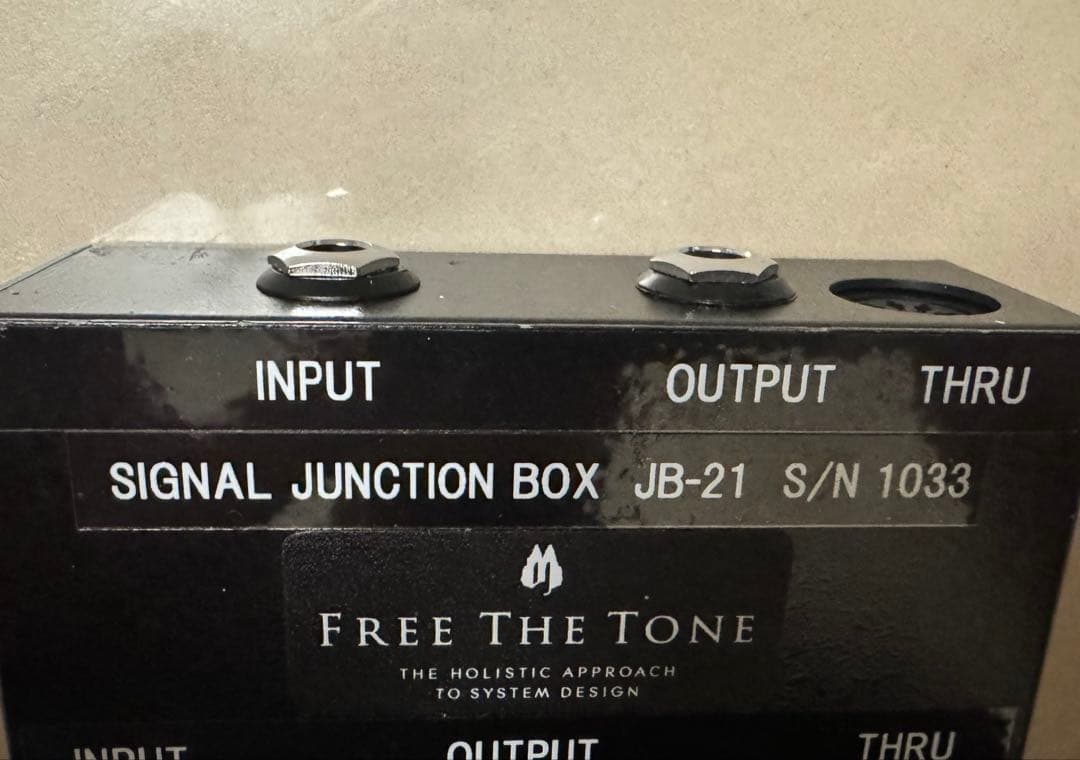 INPUT OUTPUT THRU
SIGNAL JUNCTION BOX JB-21 S/N 1033
FREE THE TONE
THE HOLISTIC APPROACH
TO SYSTEM DESIGN
INPUT OUTPUT THRU